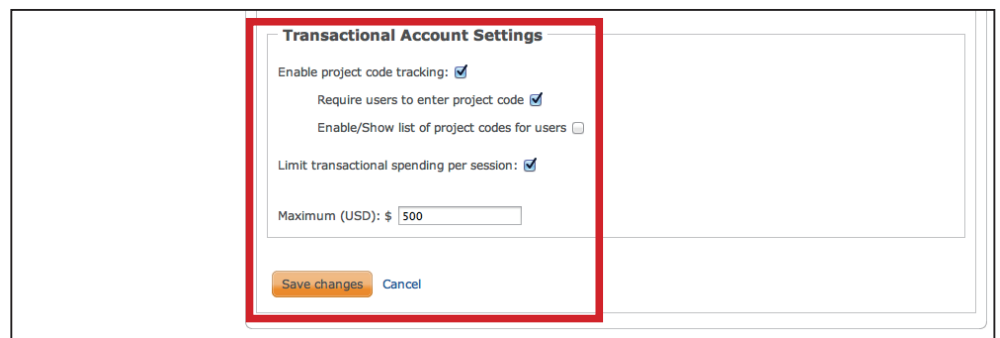 Transactional Account Settings
Enable project code tracking:
Require users to enter project code
Enable/Show list of project codes for users
Limit transactional spending per session:
Maximum (USD): $ 500
Save changes Cancel